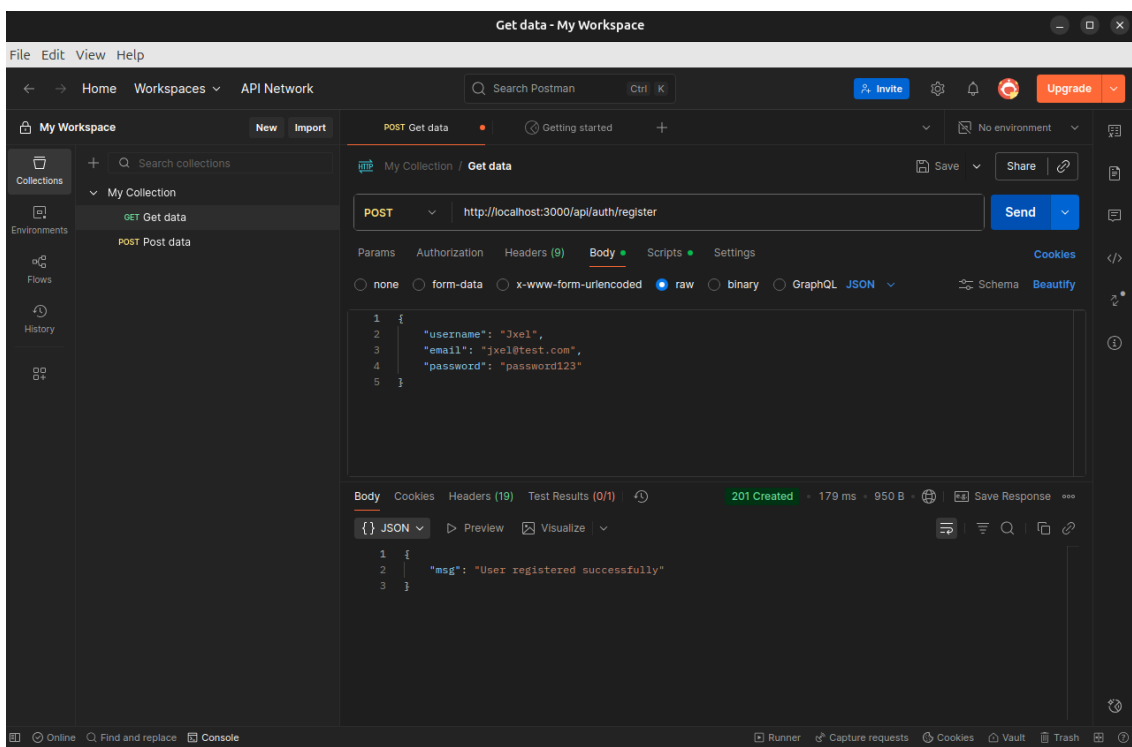 Get data - My Workspace
File Edit View Help
Home Workspaces API Network
Search Postman Ctrl K
Invite
Upgrade
My Workspace
New Import
POST Get data
Getting started
No environment
Collections
Environments
Flows
History
Search collections
My Collection
GET Get data
POST Post data
HTTP My Collection / Get data
Save Share
POST http://localhost:3000/api/auth/register Send
Params Authorization Headers (9) Body Scripts Settings Cookies
none form-data x-www-form-urlencoded raw binary GraphQL JSON Schema Beautify
1 {
2 "username": "Jxel",
3 "email": "jxel@test.com",
4 "password": "password123"
5 }
Body Cookies Headers (19) Test Results (0/1) 201 Created • 179 ms • 950 B • e.g. Save Response
{} JSON Preview Visualize
1 {
2 "msg": "User registered successfully"
3 }
Online Find and replace Console Runner Capture requests Cookies Vault Trash